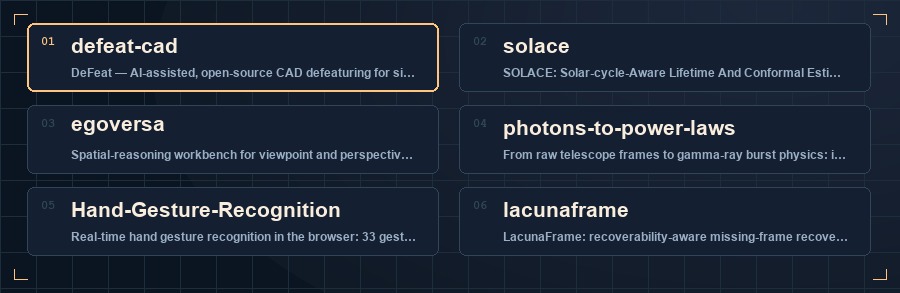 01
defeat-cad
DeFeat — AI-assisted, open-source CAD defeaturing for si...
02
solace
SOLACE: Solar-cycle-Aware Lifetime And Conformal Esti...
03
egoversa
Spatial-reasoning workbench for viewpoint and perspectiv...
04
photons-to-power-laws
From raw telescope frames to gamma-ray burst physics: i...
05
Hand-Gesture-Recognition
Real-time hand gesture recognition in the browser: 33 gest...
06
lacunaframe
LacunaFrame: recoverability-aware missing-frame recove...